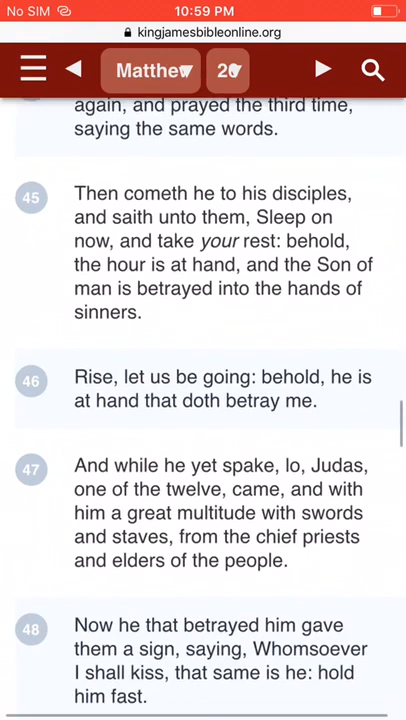 No SIM 10:59 PM
kingjamesbibleonline.org
Matthew 26
again, and prayed the third time,
saying the same words.
45 Then cometh he to his disciples,
and saith unto them, Sleep on
now, and take your rest: behold,
the hour is at hand, and the Son of
man is betrayed into the hands of
sinners.
46 Rise, let us be going: behold, he is
at hand that doth betray me.
47 And while he yet spake, lo, Judas,
one of the twelve, came, and with
him a great multitude with swords
and staves, from the chief priests
and elders of the people.
48 Now he that betrayed him gave
them a sign, saying, Whomsoever
I shall kiss, that same is he: hold
him fast.